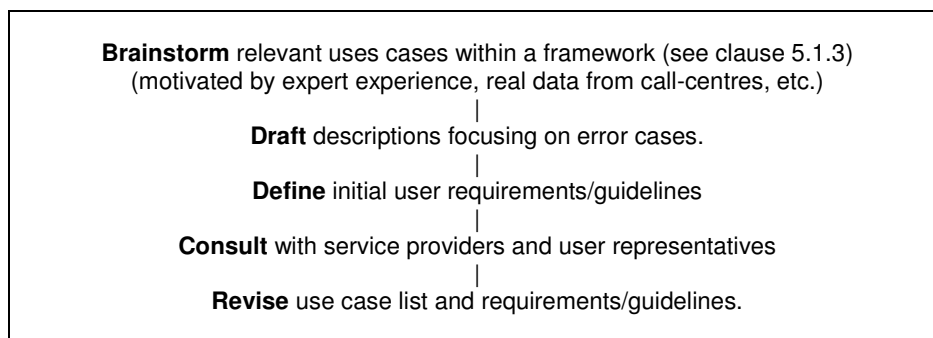 Brainstorm relevant uses cases within a framework (see clause 5.1.3)
(motivated by expert experience, real data from call-centres, etc.)
|
Draft descriptions focusing on error cases.
|
Define initial user requirements/guidelines
|
Consult with service providers and user representatives
|
Revise use case list and requirements/guidelines.